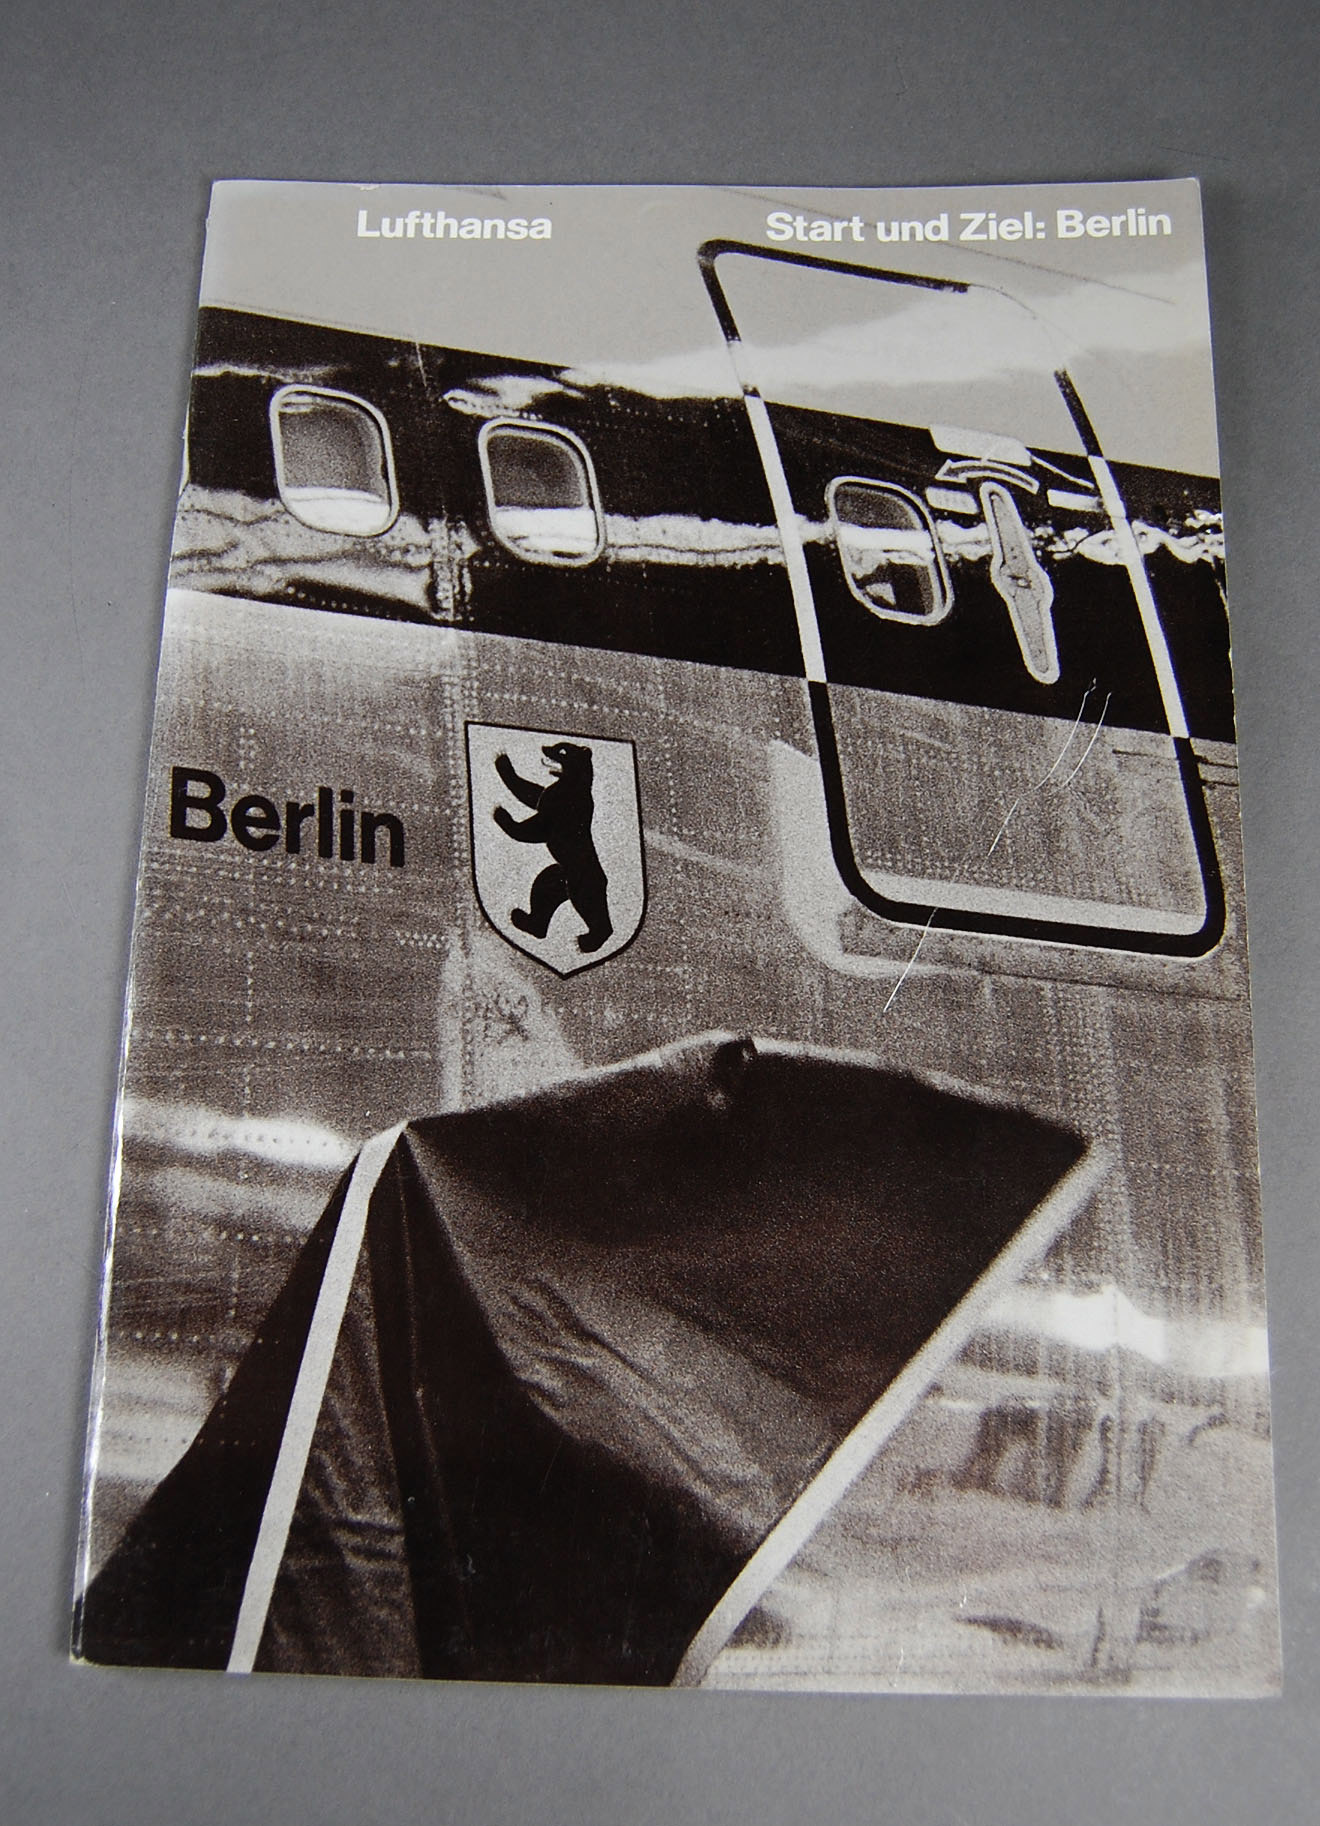 Lufthansa
Start und Ziel: Berlin
Berlin